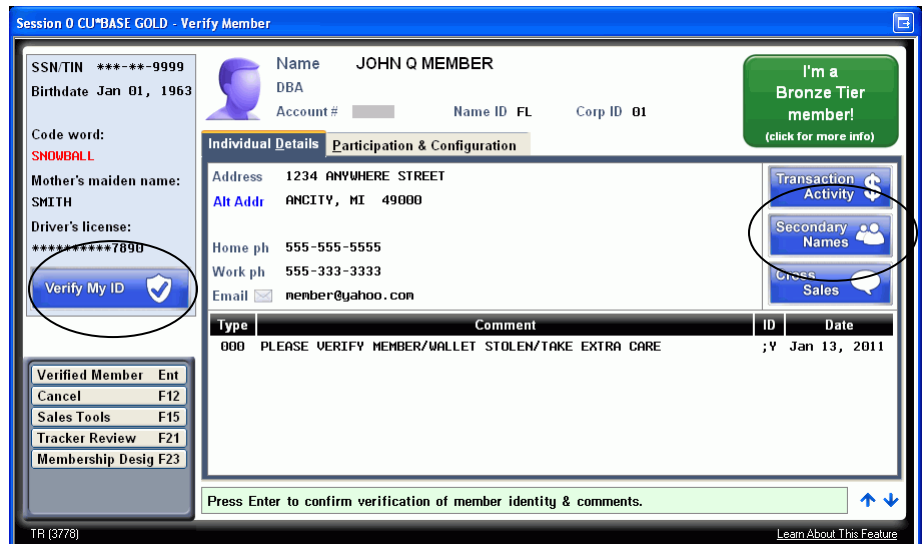 Session 0 CU*BASE GOLD - Verify Member
SSN/TIN ***-**-9999
Birthdate Jan 01, 1963
Code word:
SNOWBALL
Mother's maiden name:
SMITH
Driver's license:
**********7890
Verify My ID
Name JOHN Q MEMBER
DBA
Account # Name ID FL Corp ID 01
I'm a
Bronze Tier
member!
(click for more info)
Individual Details Participation & Configuration
Address 1234 ANYWHERE STREET
Alt Addr ANCITY, MI 49000
Home ph 555-555-5555
Work ph 555-333-3333
Email member@yahoo.com
Transaction
Activity
Secondary
Names
Cross
Sales
Type Comment ID Date
000 PLEASE VERIFY MEMBER/WALLET STOLEN/TAKE EXTRA CARE ;Y Jan 13, 2011
Verified Member Ent
Cancel F12
Sales Tools F15
Tracker Review F21
Membership Desig F23
Press Enter to confirm verification of member identity & comments.
TR (3778)
Learn About This Feature